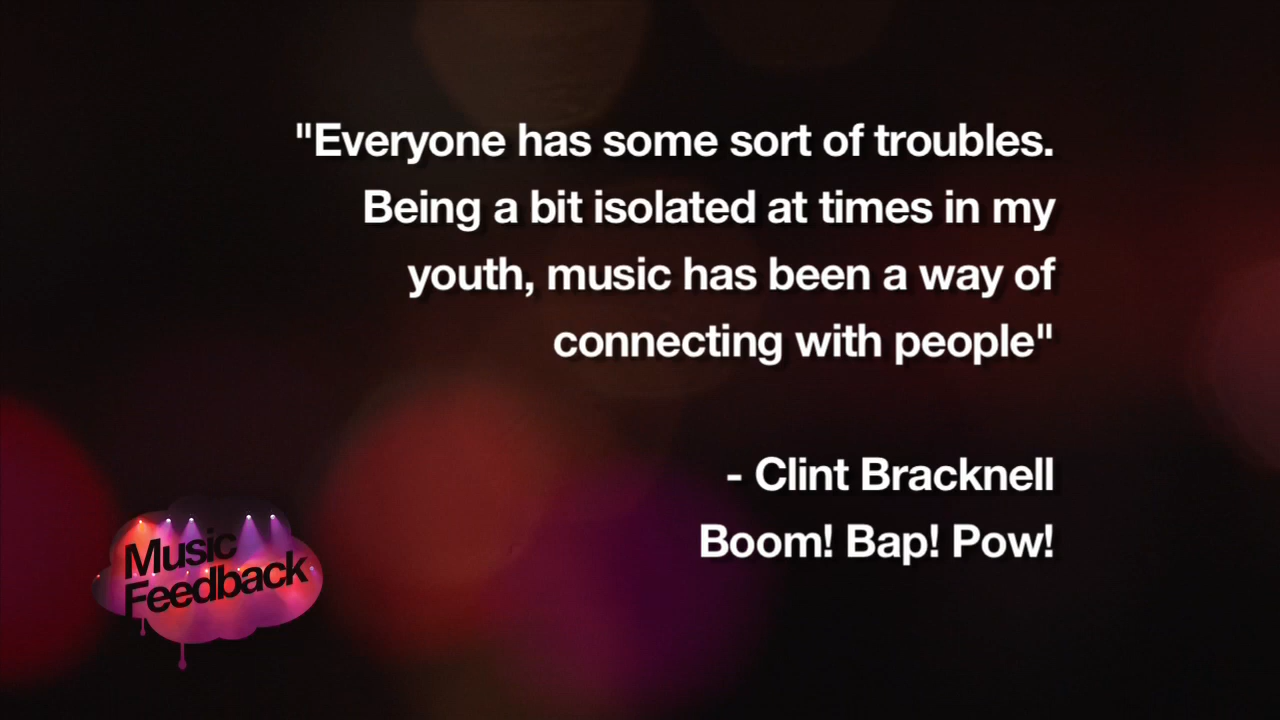 "Everyone has some sort of troubles.
Being a bit isolated at times in my
youth, music has been a way of
connecting with people"
- Clint Bracknell
Boom! Bap! Pow!
Music
Feedback